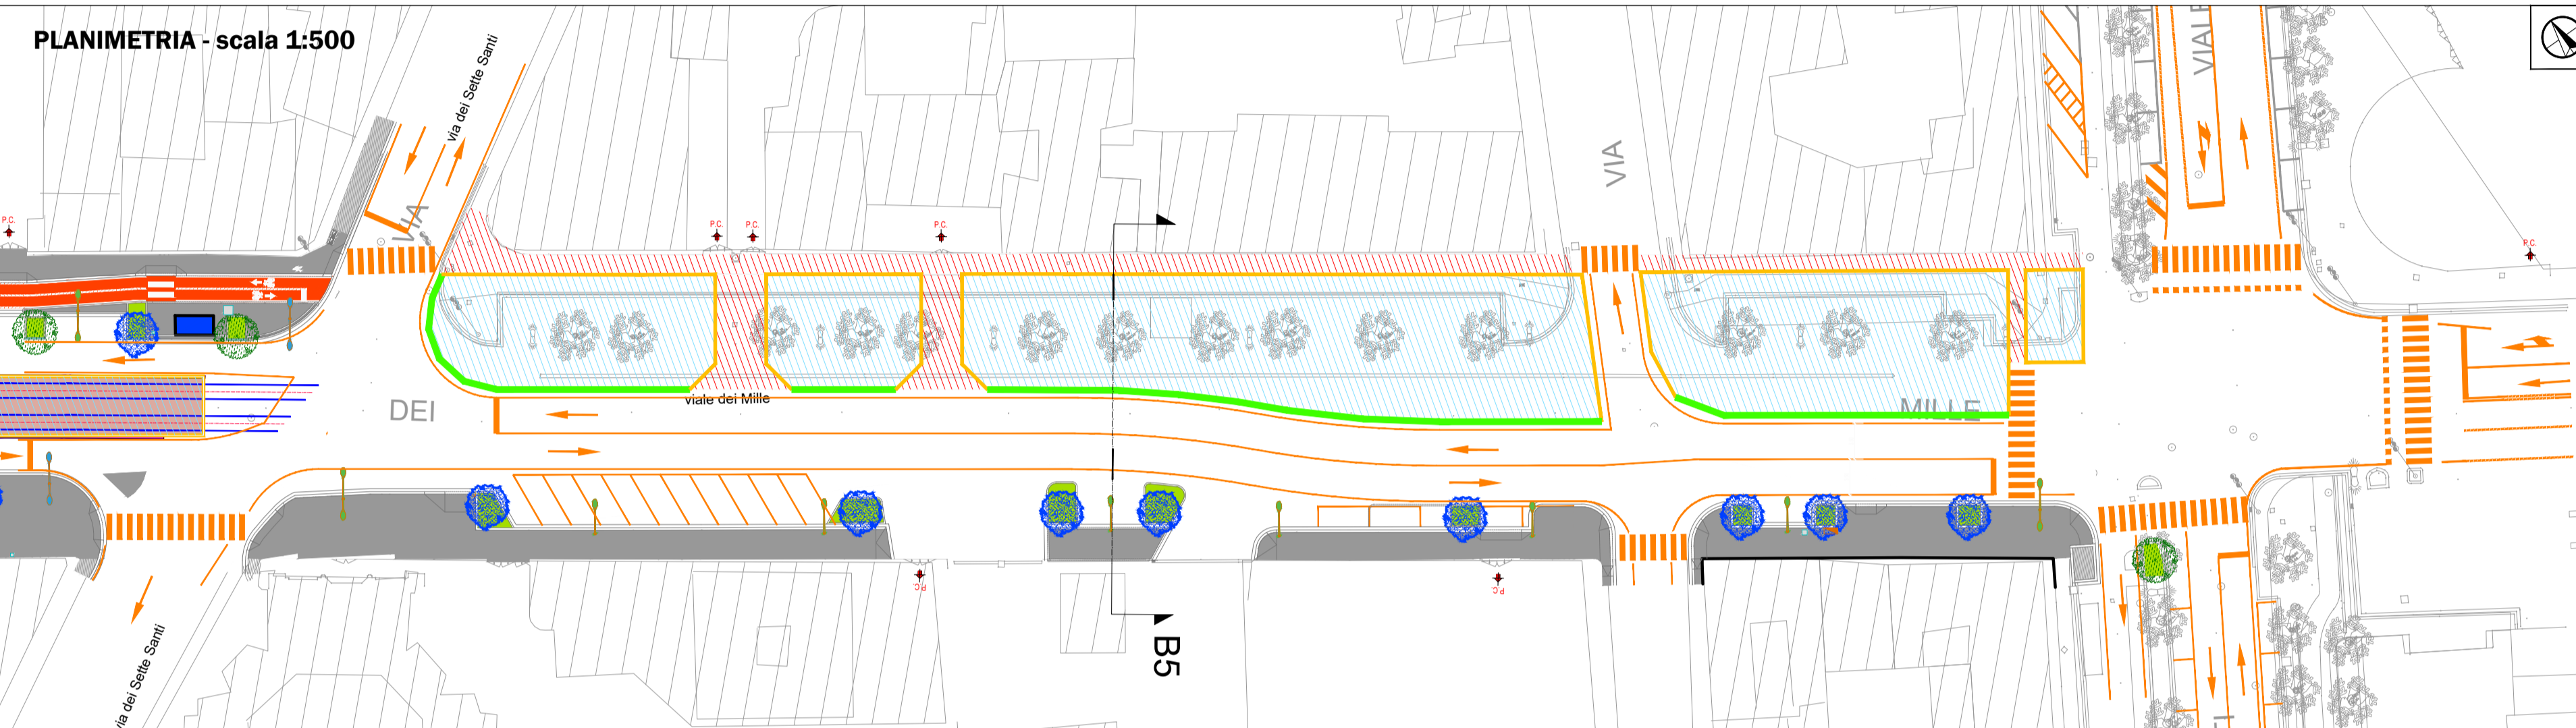 PLANIMETRIA - scala 1:500
via dei Sette Santi
VIA
VIA
VIALE
P.C.
P.C.
P.C.
P.C.
P.C.
DEI
viale dei Mille
MILLE
P.C.
P.C.
B5
via dei Sette Santi